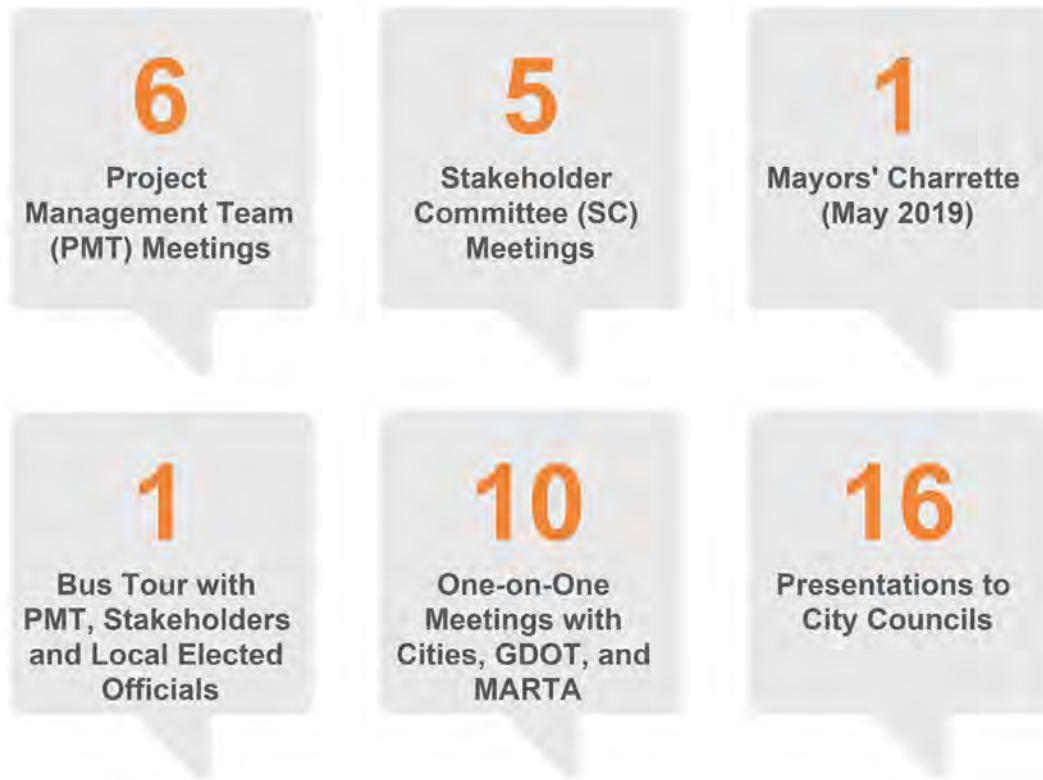 6
Project
Management Team
(PMT) Meetings
5
Stakeholder
Committee (SC)
Meetings
1
Mayors' Charrette
(May 2019)
1
Bus Tour with
PMT, Stakeholders
and Local Elected
Officials
10
One-on-One
Meetings with
Cities, GDOT, and
MARTA
16
Presentations to
City Councils